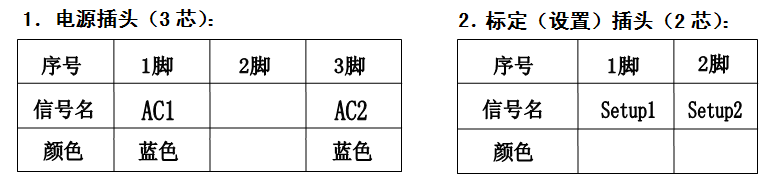 1. 电源插头（3芯）：
序号 1脚 2脚 3脚
信号名 AC1 AC2
颜色 蓝色 蓝色
2. 标定（设置）插头（2芯）：
序号 1脚 2脚
信号名 Setup1 Setup2
颜色